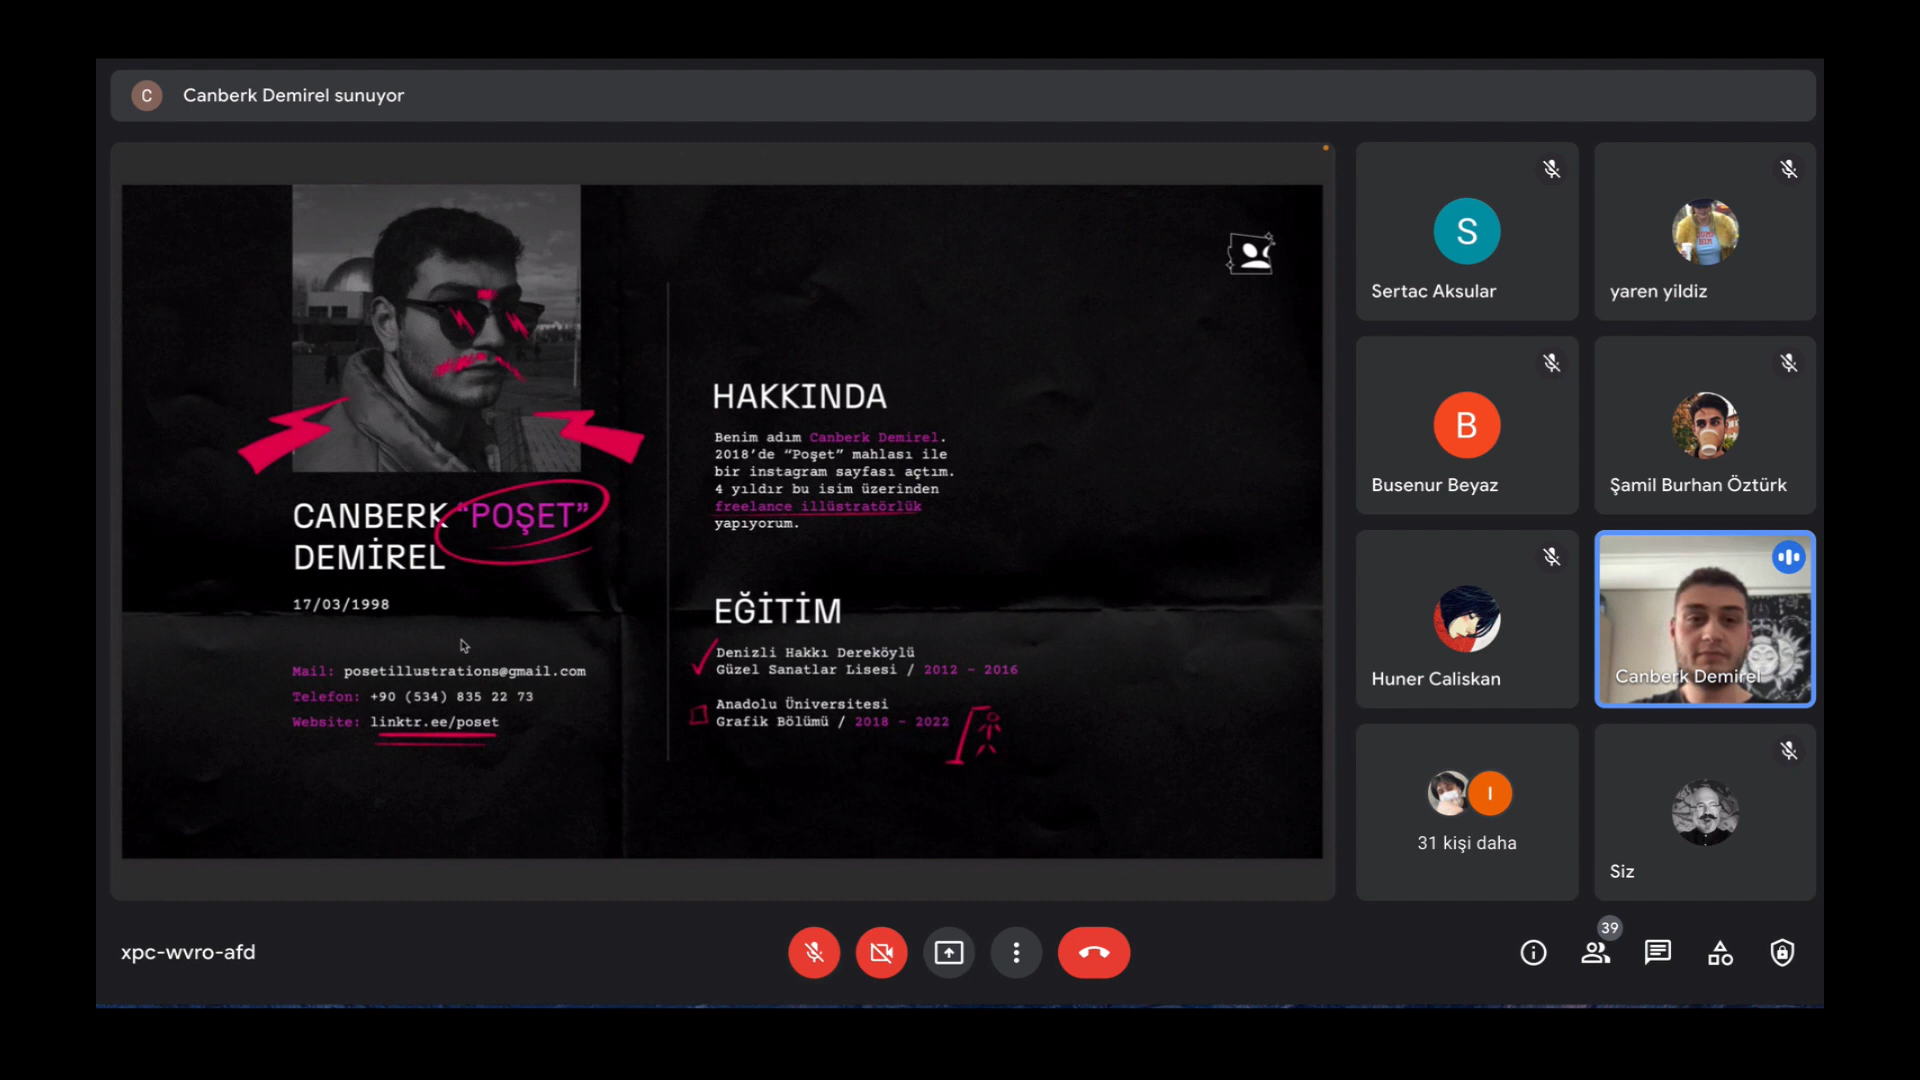 C
Canberk Demirel sunuyor
CANBERK “POŞET”
DEMİREL
17/03/1998
Mail: posetillustrations@gmail.com
Telefon: +90 (534) 835 22 73
Website: linktr.ee/poset
HAKKINDA
Benim adım Canberk Demirel.
2018’de “Poşet” mahlası ile
bir instagram sayfası açtım.
4 yıldır bu isim üzerinden
freelance illüstratörlük
yapıyorum.
EĞİTİM
Denizli Hakkı Dereköylü
Güzel Sanatlar Lisesi / 2012 - 2016
Anadolu Üniversitesi
Grafik Bölümü / 2018 - 2022
S
Sertac Aksular
yaren yildiz
B
Busenur Beyaz
Şamil Burhan Öztürk
Huner Caliskan
Canberk Demirel
I
31 kişi daha
Siz
xpc-wvro-afd
39